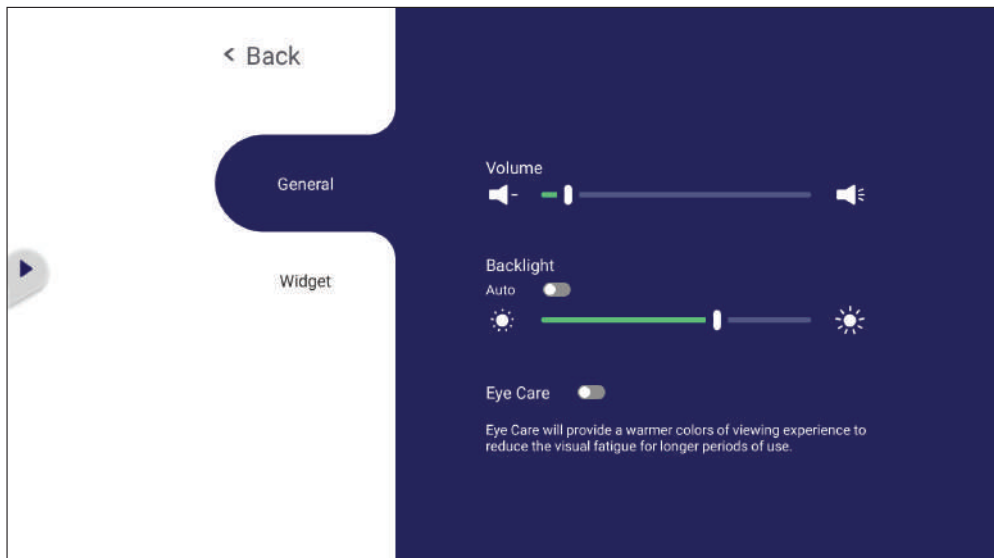 Back
General
Widget
Volume
Backlight
Auto
Eye Care
Eye Care will provide a warmer colors of viewing experience to
reduce the visual fatigue for longer periods of use.